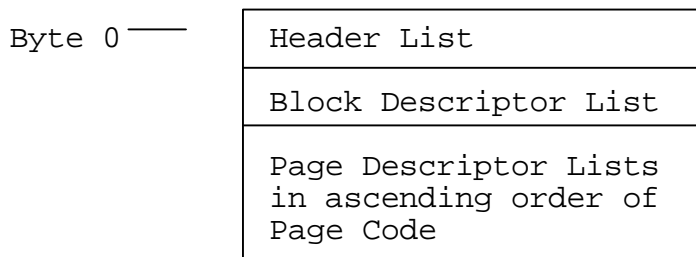 Byte 0
Header List
Block Descriptor List
Page Descriptor Lists
in ascending order of
Page Code